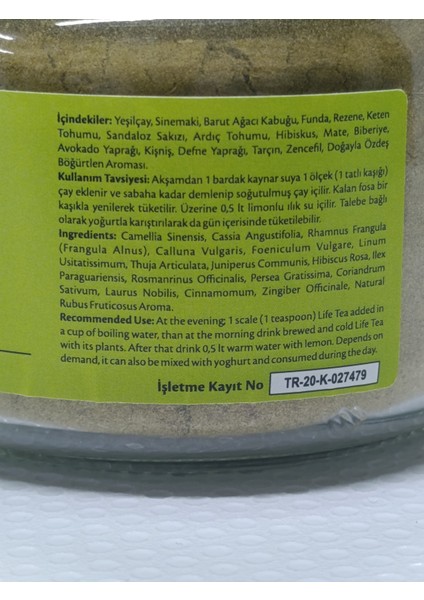 İçindekiler: Yeşilçay, Sinemaki, Barut Ağacı Kabuğu, Funda, Rezene, Keten
Tohumu, Sandaloz Sakızı, Ardıç Tohumu, Hibiskus, Mate, Biberiye,
Avokado Yaprağı, Kişniş, Defne Yaprağı, Tarçın, Zencefil, Doğayla Özdeş
Böğürtlen Aroması.
Kullanım Tavsiyesi: Akşamdan 1 bardak kaynar suya 1 ölçek (1 tatlı kaşığı)
çay eklenir ve sabaha kadar demlenip soğutulmuş çay içilir. Kalan fosa bir
kaşıkla yenilerek tüketilir. Üzerine 0,5 lt limonlu ılık su içilir. Talebe bağlı
olarak yoğurtla karıştırılarak da gün içerisinde tüketilebilir.
Ingredients: Camellia Sinensis, Cassia Angustifolia, Rhamnus Frangula
(Frangula Alnus), Calluna Vulgaris, Foeniculum Vulgare, Linum
Usitatissimum, Thuja Articulata, Juniperus Communis, Hibiscus Rosa, Ilex
Paraguariensis, Rosmanrinus Officinalis, Persea Gratissima, Coriandrum
Sativum, Laurus Nobilis, Cinnamomum, Zingiber Officinale, Natural
Rubus Fruticosus Aroma.
Recommended Use: At the evening; 1 scale (1 teaspoon) Life Tea added in
a cup of boiling water, than at the morning drink brewed and cold Life Tea
with its plants. After that drink 0,5 lt warm water with lemon. Depends on
demand, it can also be mixed with yoghurt and consumed during the day.
İşletme Kayıt No TR-20-K-027479